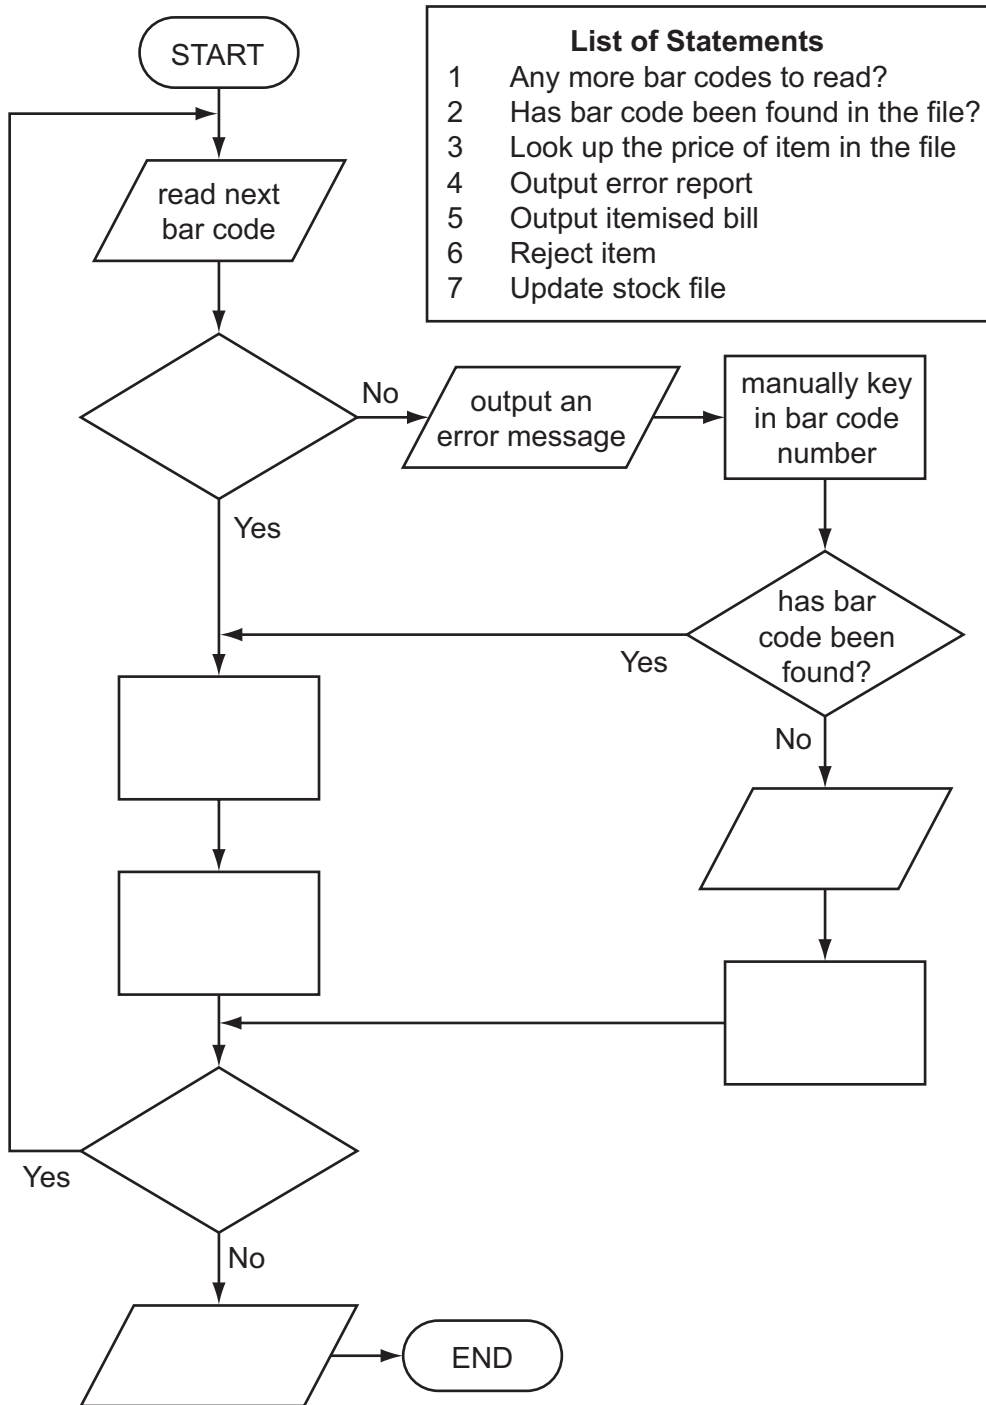 START
List of Statements
1 Any more bar codes to read?
2 Has bar code been found in the file?
3 Look up the price of item in the file
4 Output error report
5 Output itemised bill
6 Reject item
7 Update stock file
read next
bar code
No
output an
error message
manually key
in bar code
number
Yes
has bar
code been
found?
Yes
No
Yes
No
END